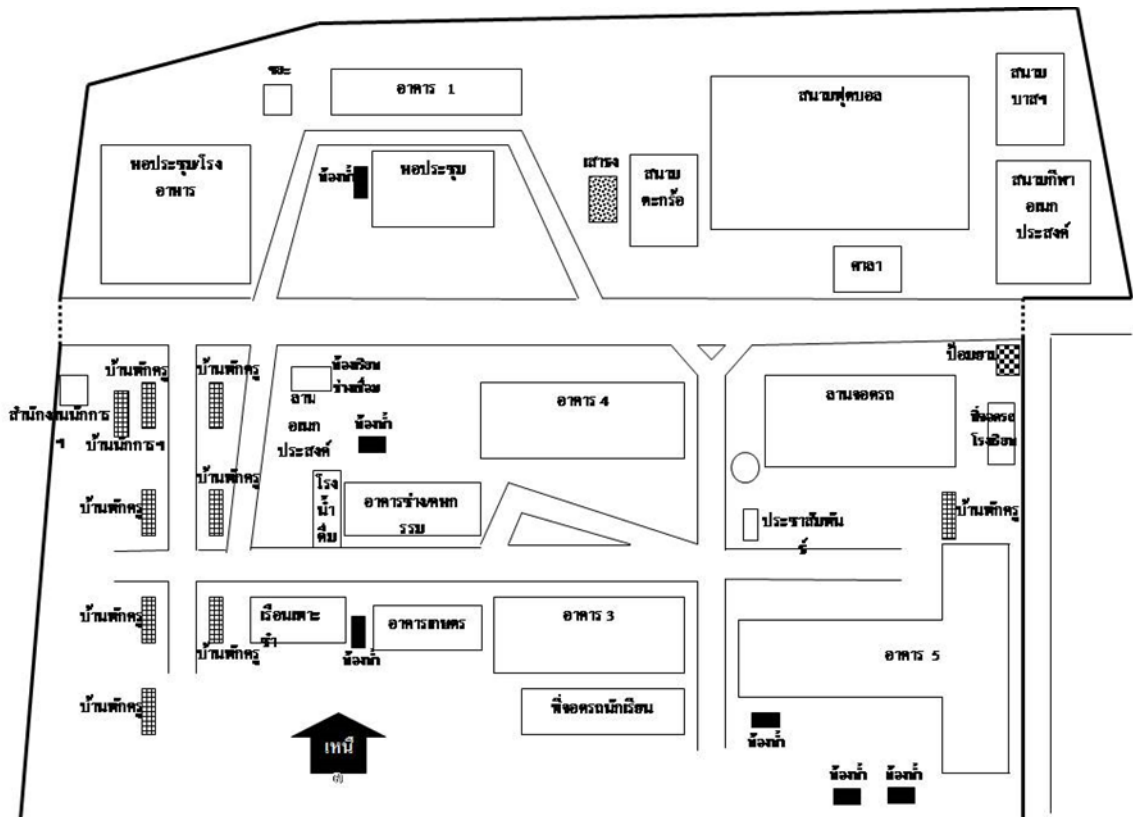 ขยะ
อาคาร 1
สนามฟุตบอล
สนาม
บาสฯ
หอประชุม/โรง
อาหาร
ห้องน้ำ
หอประชุม
เสาธง
สนาม
ตะกร้อ
สนามกีฬา
อเนก
ประสงค์
ศาลา
บ้านพักครู
บ้านพักครู
ห้องเรียน
ช่างเชื่อม
ป้อมยาม
สำนักงานนักการ
ฯ
บ้านนักการฯ
ลาน
อเนก
ประสงค์
ห้องน้ำ
อาคาร 4
ลานจอดรถ
ที่จอดรถ
โรงเรียน
บ้านพักครู
บ้านพักครู
โรง
น้ำ
ดื่ม
อาคารช่าง/คหก
รรม
ประชาสัมพัน
ธ์
บ้านพักครู
บ้านพักครู
บ้านพักครู
เรือนเพาะ
ชำ
ห้องน้ำ
อาคารเกษตร
อาคาร 3
อาคาร 5
บ้านพักครู
ที่จอดรถนักเรียน
เหนื
อ
ห้องน้ำ
ห้องน้ำ
ห้องน้ำ